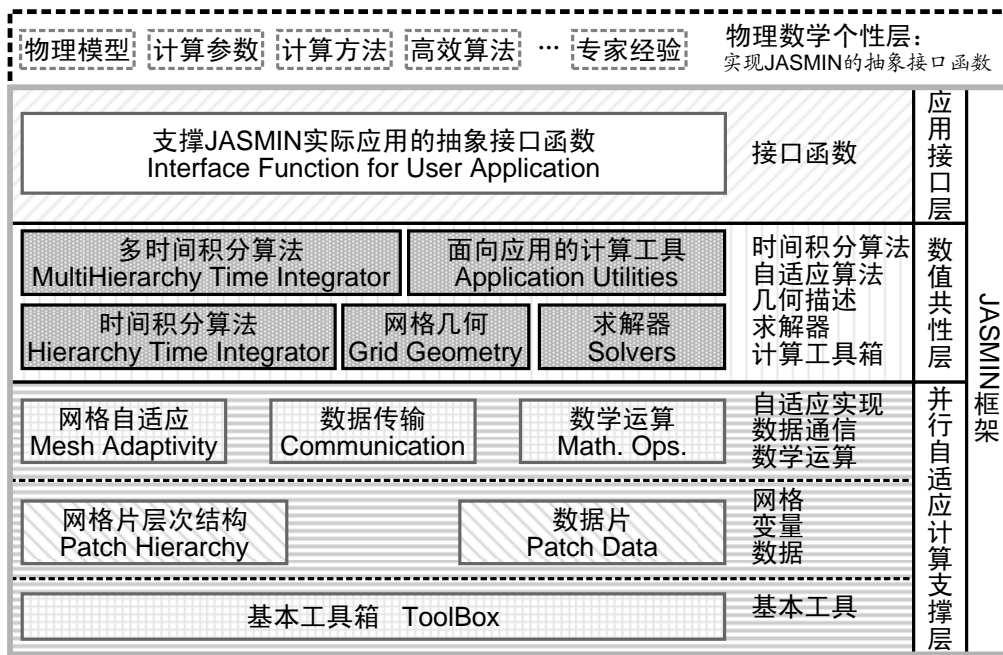 物理模型 计算参数 计算方法 高效算法 … 专家经验
物理数学个性层：
实现JASMIN的抽象接口函数
支撑JASMIN实际应用的抽象接口函数
Interface Function for User Application
接口函数
应用接口层
多时间积分算法
MultiHierarchy Time Integrator
面向应用的计算工具
Application Utilities
时间积分算法
Hierarchy Time Integrator
网格几何
Grid Geometry
求解器
Solvers
时间积分算法
自适应算法
几何描述
求解器
计算工具箱
数值共性层
网格自适应
Mesh Adaptivity
数据传输
Communication
数学运算
Math. Ops.
自适应实现
数据通信
数学运算
网格片层次结构
Patch Hierarchy
数据片
Patch Data
网格
变量
数据
基本工具箱 ToolBox
基本工具
并行自适应计算支撑层
JASMIN框架